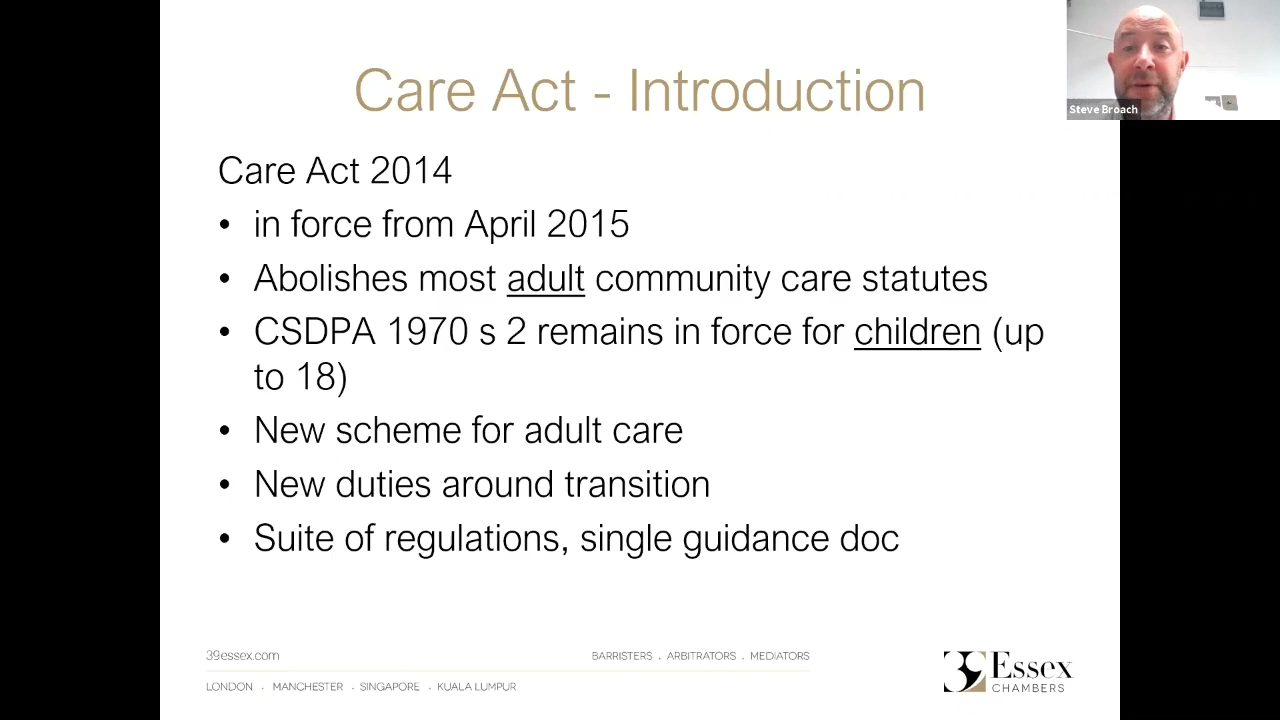 Care Act - Introduction
Steve Broach
Care Act 2014
• in force from April 2015
• Abolishes most adult community care statutes
• CSDPA 1970 s 2 remains in force for children (up
to 18)
• New scheme for adult care
• New duties around transition
• Suite of regulations, single guidance doc
39essex.com
BARRISTERS . ARBITRATORS . MEDIATORS
LONDON . MANCHESTER . SINGAPORE . KUALA LUMPUR
39 Essex
CHAMBERS